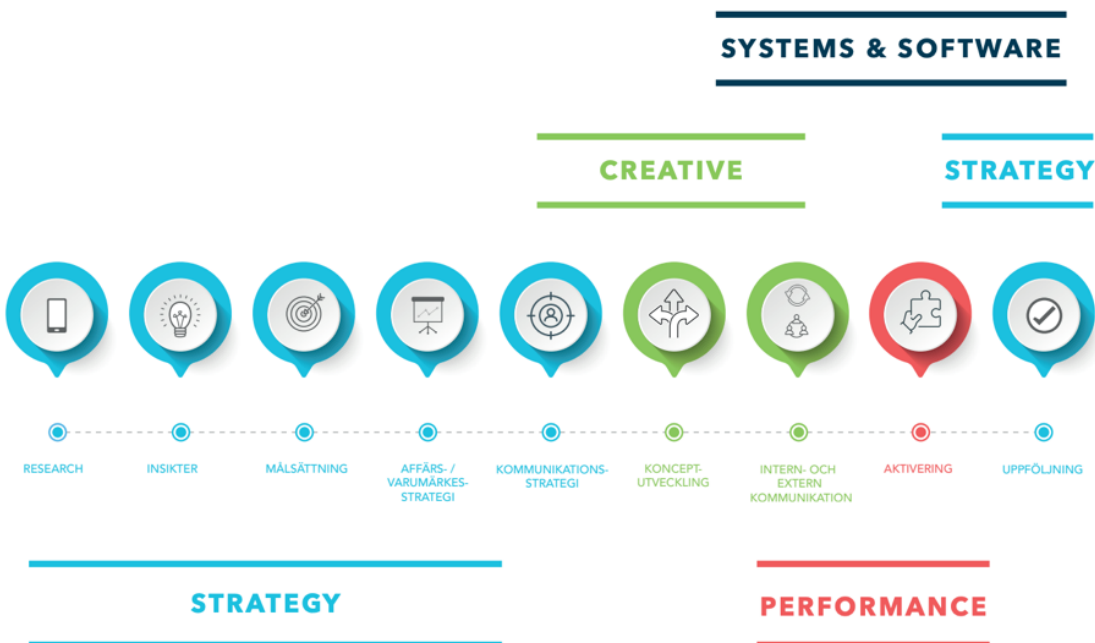 SYSTEMS & SOFTWARE
CREATIVE
STRATEGY
RESEARCH
INSIKTER
MÅLSÄTTNING
AFFÄRS- /
VARUMÄRKES-
STRATEGI
KOMMUNIKATIONS-
STRATEGI
KONCEPT-
UTVECKLING
INTERN- OCH
EXTERN
KOMMUNIKATION
AKTIVERING
UPPFÖLJNING
STRATEGY
PERFORMANCE